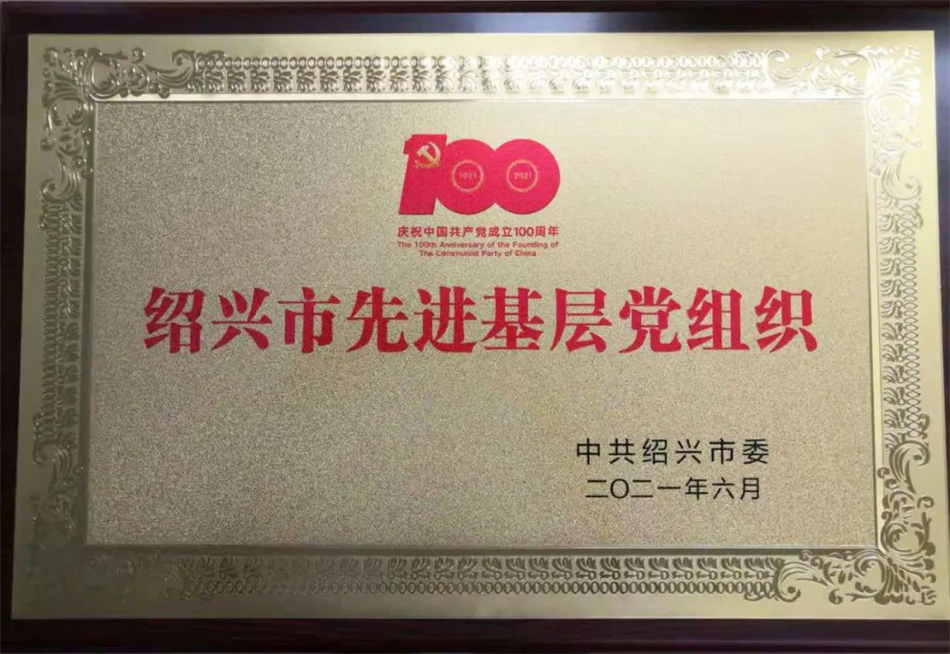 100
1921 2021
庆祝中国共产党成立100周年
The 100th Anniversary of the Founding of
The Communist Party of China
绍兴市先进基层党组织
中共绍兴市委
二〇二一年六月